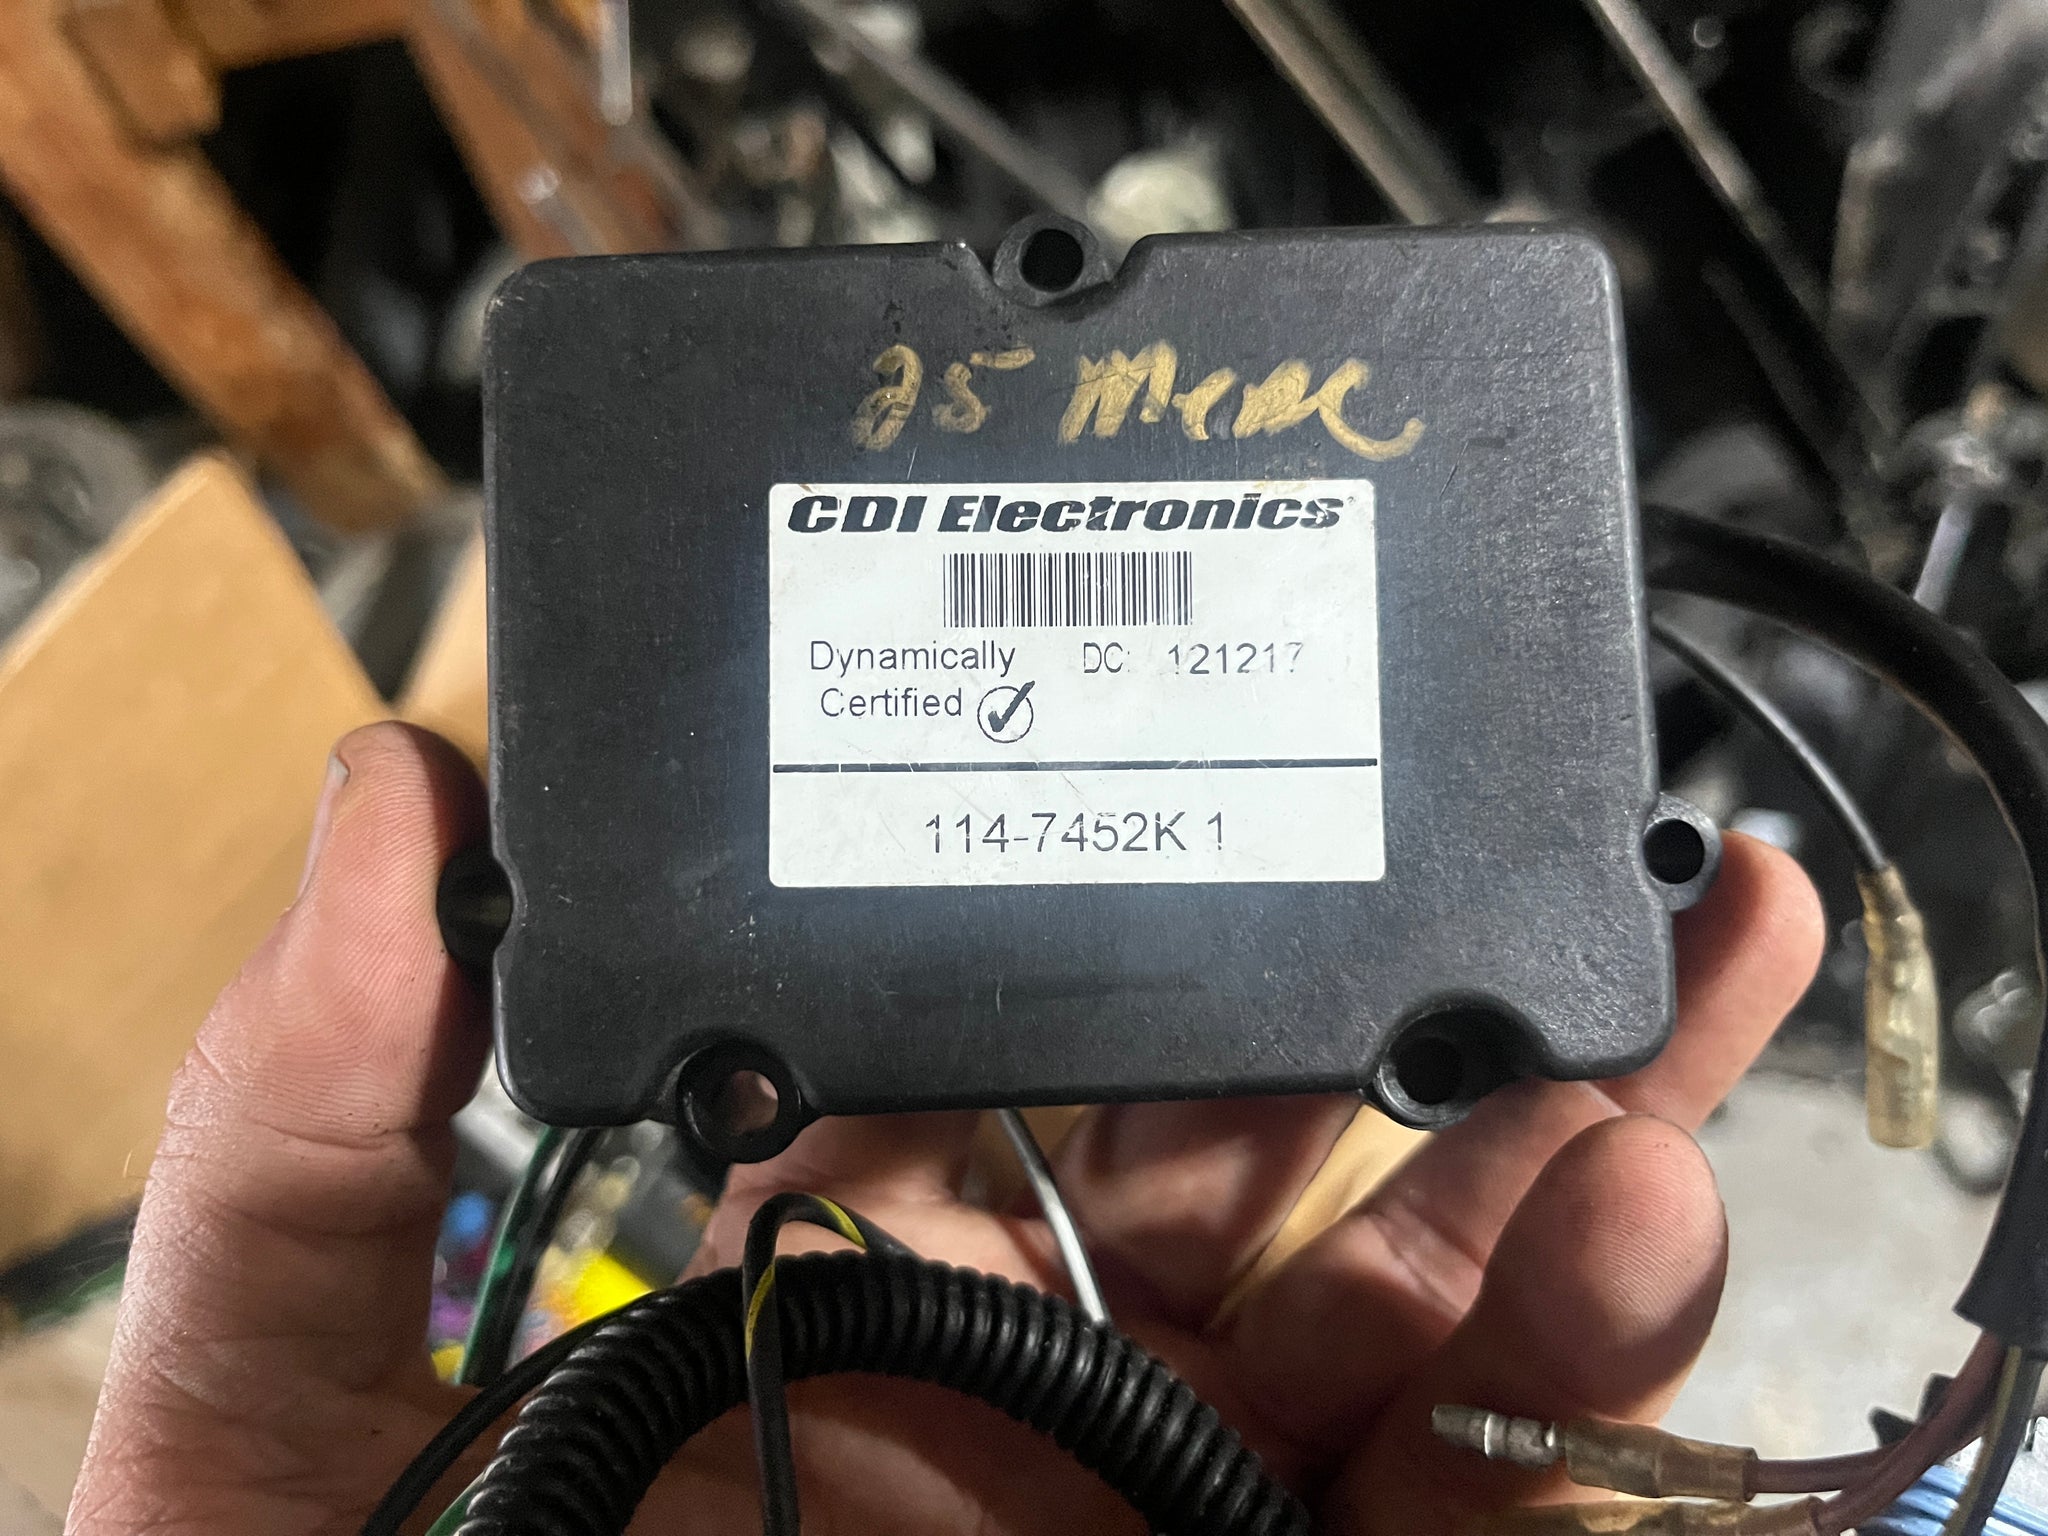 25 Merc
CDI Electronics
Dynamically DC: 121217
Certified
114-7452K 1